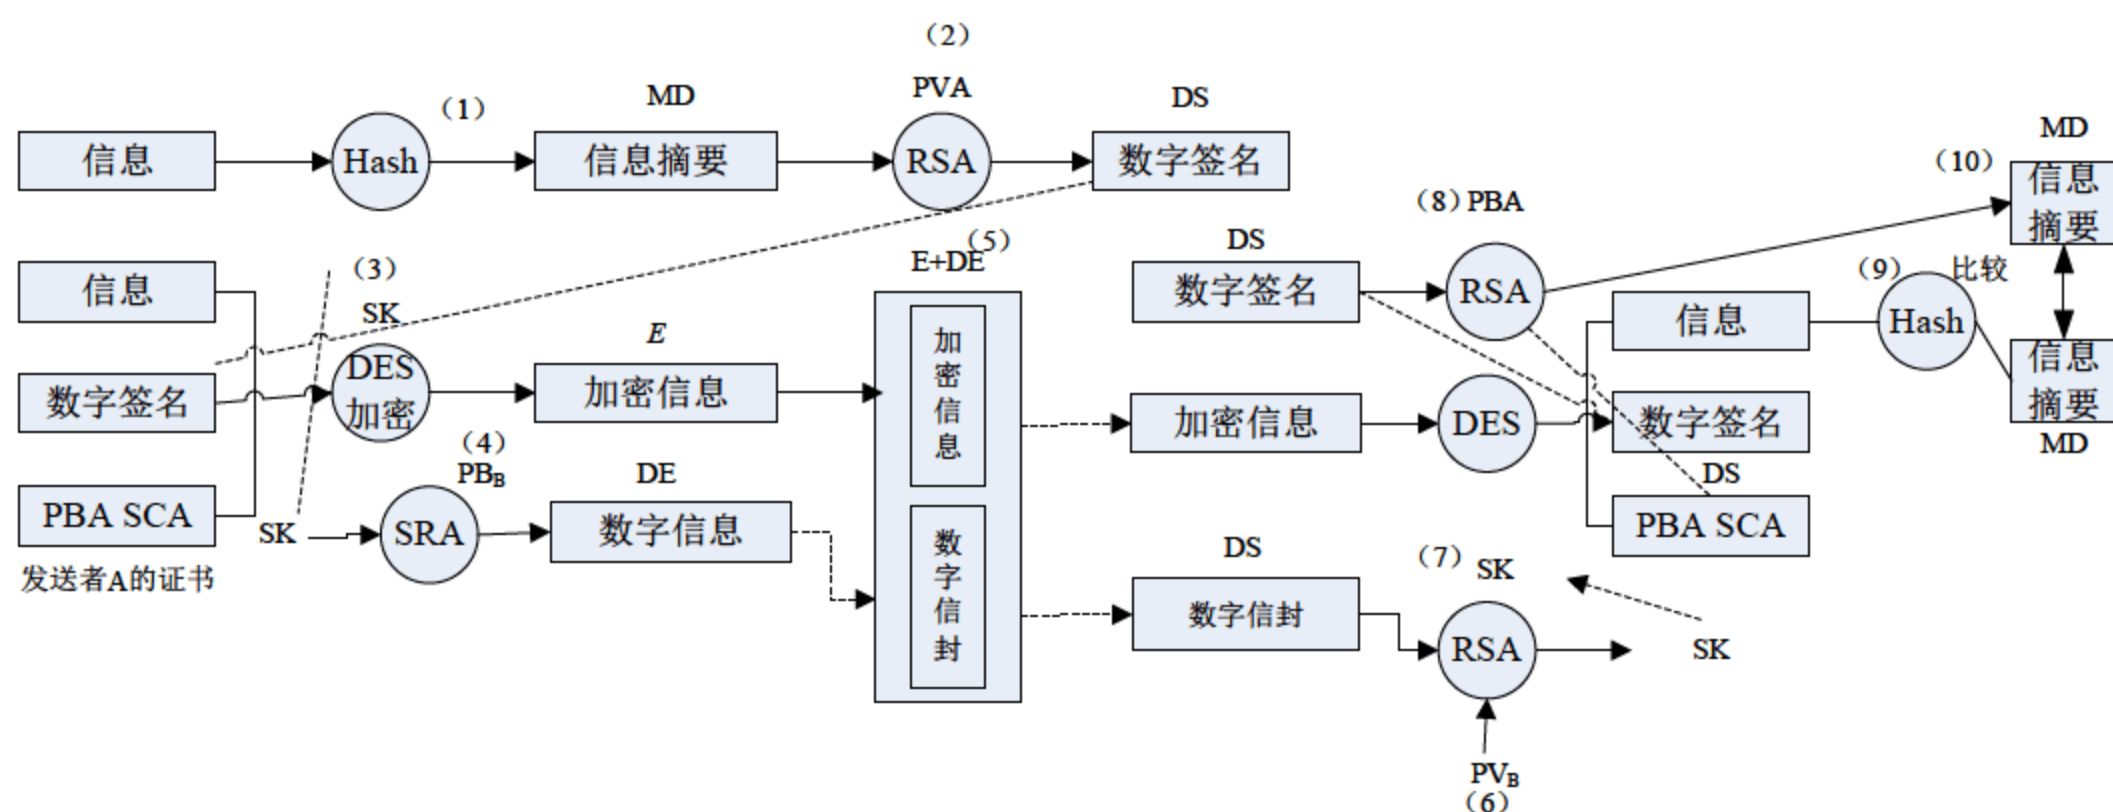 （2）
PVA
（1）
MD
DS
信息
Hash
信息摘要
RSA
数字签名
MD
（10）
信息
摘要
（8）PBA
DS
（5）
E+DE
（3）
SK
信息
数字签名
RSA
（9）
比较
信息
Hash
信息
摘要
MD
E
DES
加密
数字签名
加密信息
加
密
信
息
加密信息
DES
数字签名
DS
（4）
PBB
DE
PBA SCA
SK
SRA
数字信息
PBA SCA
发送者A的证书
数
字
信
封
DS
（7）
SK
数字信封
RSA
SK
PVB
（6）